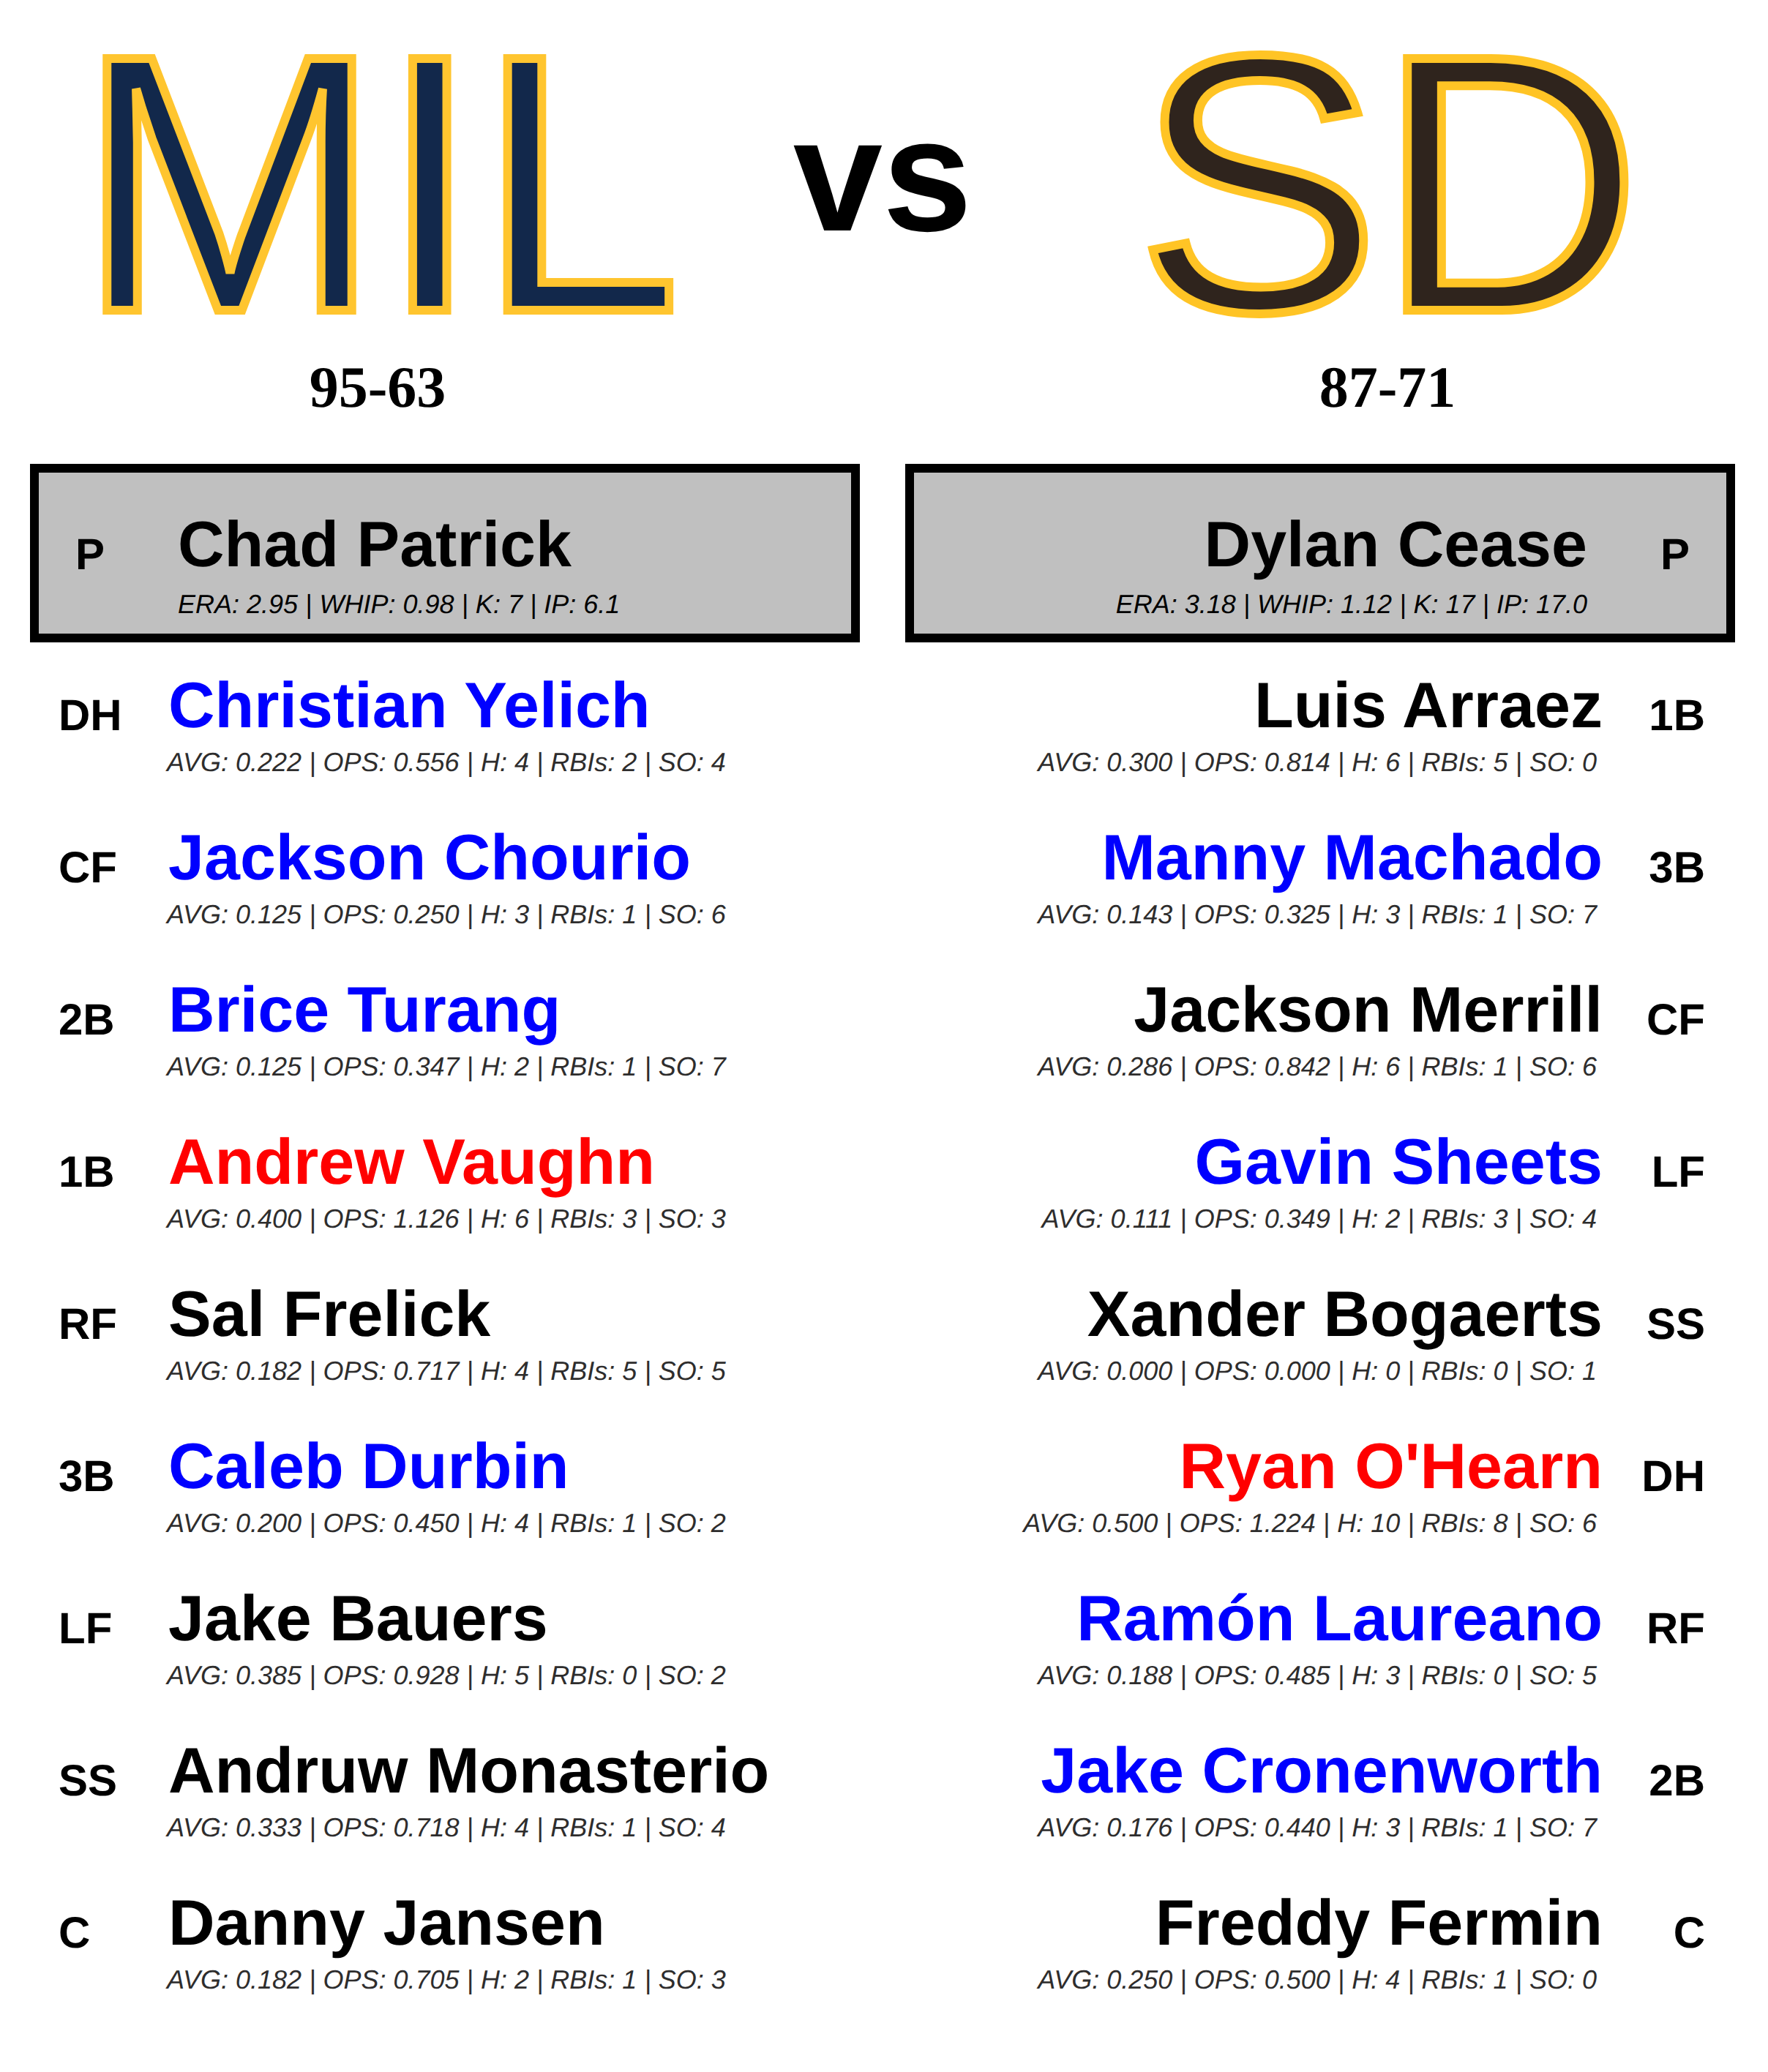 MIL vs SD
95-63 87-71
P Chad Patrick
ERA: 2.95 | WHIP: 0.98 | K: 7 | IP: 6.1
Dylan Cease P
ERA: 3.18 | WHIP: 1.12 | K: 17 | IP: 17.0
DH Christian Yelich
AVG: 0.222 | OPS: 0.556 | H: 4 | RBIs: 2 | SO: 4
Luis Arraez 1B
AVG: 0.300 | OPS: 0.814 | H: 6 | RBIs: 5 | SO: 0
CF Jackson Chourio
AVG: 0.125 | OPS: 0.250 | H: 3 | RBIs: 1 | SO: 6
Manny Machado 3B
AVG: 0.143 | OPS: 0.325 | H: 3 | RBIs: 1 | SO: 7
2B Brice Turang
AVG: 0.125 | OPS: 0.347 | H: 2 | RBIs: 1 | SO: 7
Jackson Merrill CF
AVG: 0.286 | OPS: 0.842 | H: 6 | RBIs: 1 | SO: 6
1B Andrew Vaughn
AVG: 0.400 | OPS: 1.126 | H: 6 | RBIs: 3 | SO: 3
Gavin Sheets LF
AVG: 0.111 | OPS: 0.349 | H: 2 | RBIs: 3 | SO: 4
RF Sal Frelick
AVG: 0.182 | OPS: 0.717 | H: 4 | RBIs: 5 | SO: 5
Xander Bogaerts SS
AVG: 0.000 | OPS: 0.000 | H: 0 | RBIs: 0 | SO: 1
3B Caleb Durbin
AVG: 0.200 | OPS: 0.450 | H: 4 | RBIs: 1 | SO: 2
Ryan O'Hearn DH
AVG: 0.500 | OPS: 1.224 | H: 10 | RBIs: 8 | SO: 6
LF Jake Bauers
AVG: 0.385 | OPS: 0.928 | H: 5 | RBIs: 0 | SO: 2
Ramón Laureano RF
AVG: 0.188 | OPS: 0.485 | H: 3 | RBIs: 0 | SO: 5
SS Andruw Monasterio
AVG: 0.333 | OPS: 0.718 | H: 4 | RBIs: 1 | SO: 4
Jake Cronenworth 2B
AVG: 0.176 | OPS: 0.440 | H: 3 | RBIs: 1 | SO: 7
C Danny Jansen
AVG: 0.182 | OPS: 0.705 | H: 2 | RBIs: 1 | SO: 3
Freddy Fermin C
AVG: 0.250 | OPS: 0.500 | H: 4 | RBIs: 1 | SO: 0